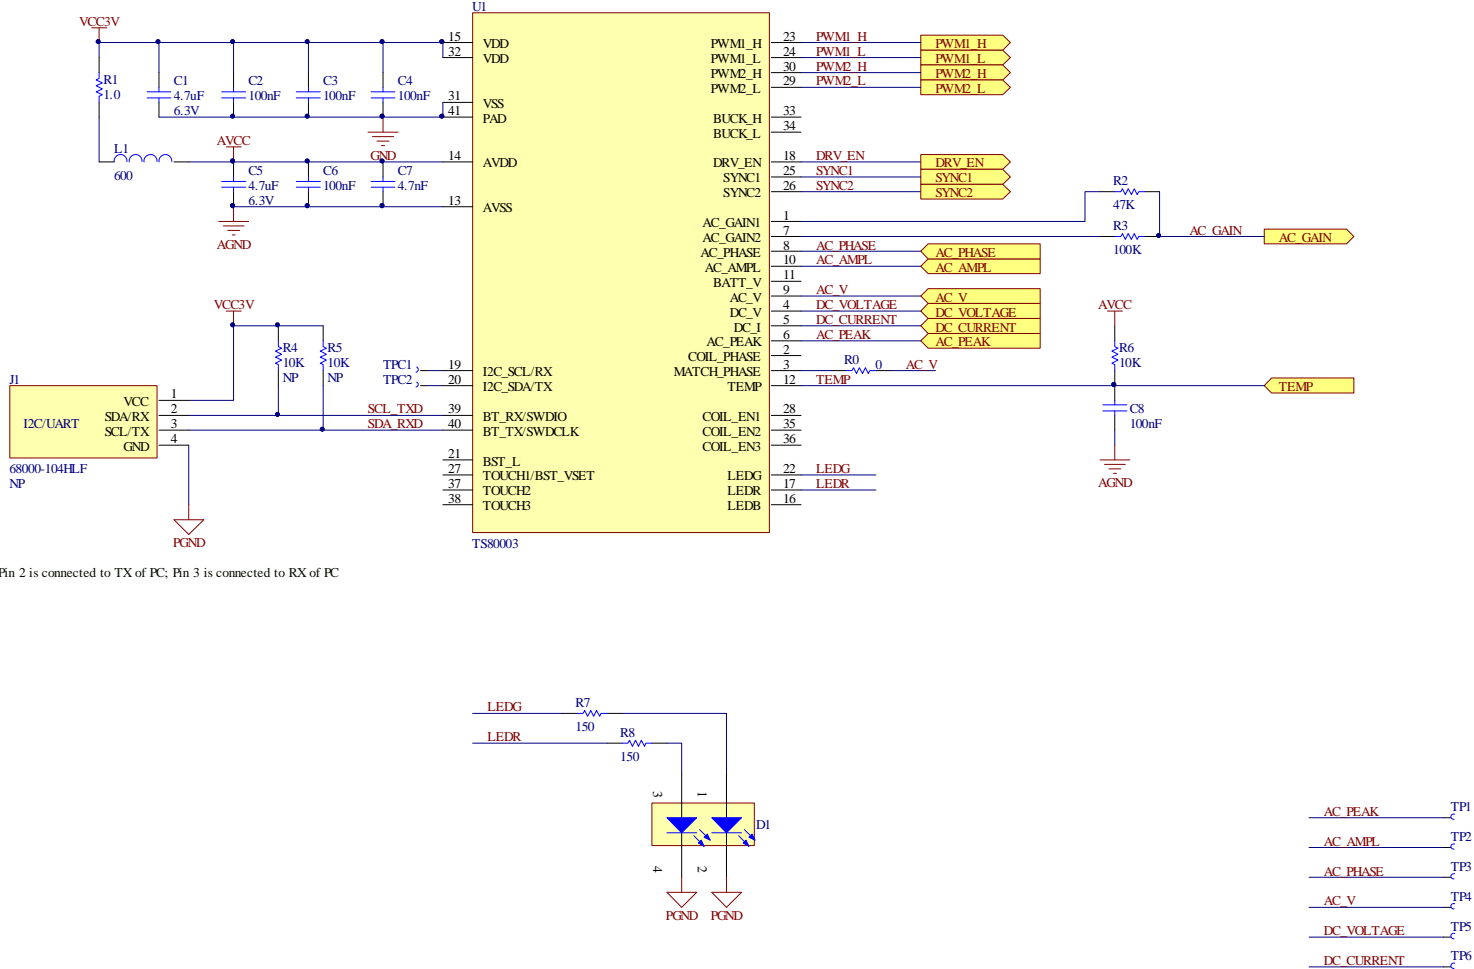 U1
VCC3V
R1
1.0
C1
4.7uF
6.3V
C2
100nF
C3
100nF
C4
100nF
GND
L1
600
AVCC
C5
4.7uF
6.3V
C6
100nF
C7
4.7nF
AGND
15 VDD
32 VDD
31 VSS
41 PAD
14 AVDD
13 AVSS
19 I2C_SCL/RX
20 I2C_SDA/TX
39 BT_RX/SWDIO
40 BT_TX/SWDCLK
21 BST_L
27 TOUCH1/BST_VSET
37 TOUCH2
38 TOUCH3
PWM1_H 23 PWM1_H PWM1_H
PWM1_L 24 PWM1_L PWM1_L
PWM2_H 30 PWM2_H PWM2_H
PWM2_L 29 PWM2_L PWM2_L
BUCK_H 33
BUCK_L 34
DRV_EN 18 DRV_EN DRV_EN
SYNC1 25 SYNC1 SYNC1
SYNC2 26 SYNC2 SYNC2
AC_GAIN1 1
AC_GAIN2 7
AC_PHASE 8 AC_PHASE AC_PHASE
AC_AMPL 10 AC_AMPL AC_AMPL
BATT_V 11
AC_V 9 AC_V AC_V
DC_V 4 DC_VOLTAGE DC_VOLTAGE
DC_I 5 DC_CURRENT DC_CURRENT
AC_PEAK 6 AC_PEAK AC_PEAK
COIL_PHASE 2
MATCH_PHASE 3 R0 0 AC_V
TEMP 12 TEMP TEMP
COIL_EN1 28
COIL_EN2 35
COIL_EN3 36
LEDG 22 LEDG
LEDR 17 LEDR
LEDB 16
TS80003
R2
47K
R3
100K
AC_GAIN AC_GAIN
AVCC
R6
10K
C8
100nF
AGND
VCC3V
R4
10K
NP
R5
10K
NP
TPC1
TPC2
SCL_TXD
SDA_RXD
J1
I2C/UART
VCC 1
SDA/RX 2
SCL/TX 3
GND 4
68000-104HLF
NP
PGND
Pin 2 is connected to TX of PC; Pin 3 is connected to RX of PC
LEDG R7
150
LEDR R8
150
3 1
D1
4 2
PGND PGND
AC_PEAK TP1
AC_AMPL TP2
AC_PHASE TP3
AC_V TP4
DC_VOLTAGE TP5
DC_CURRENT TP6